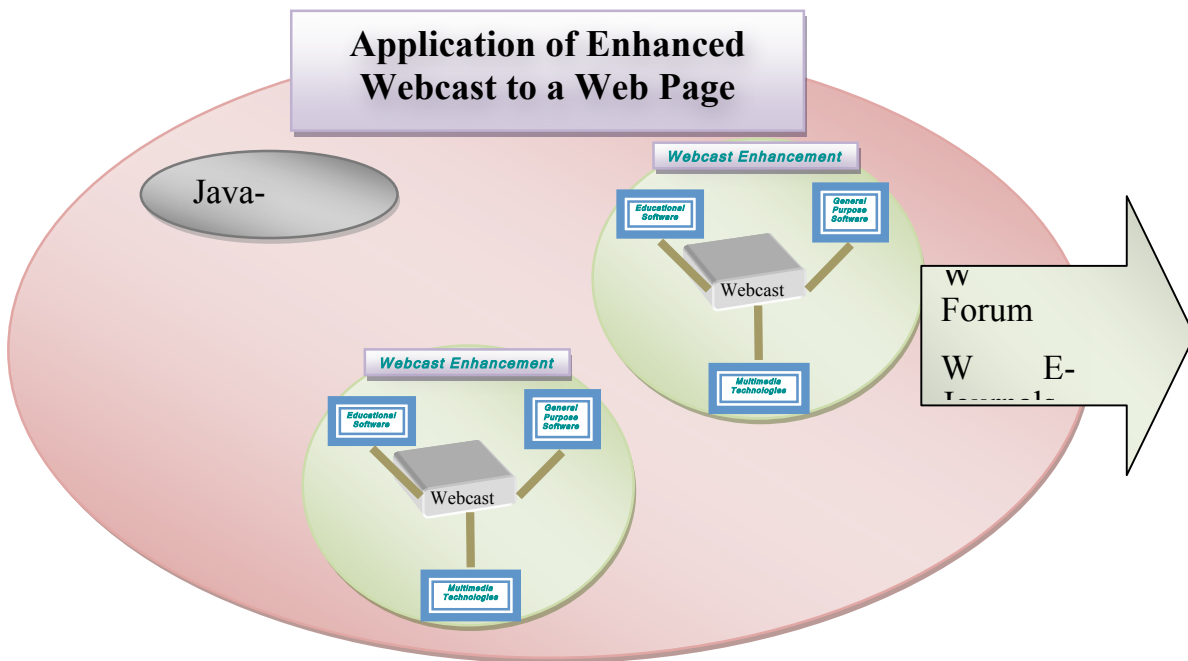 Application of Enhanced
Webcast to a Web Page
Java-
Webcast Enhancement
Educational
Software
General
Purpose
Software
Webcast
Multimedia
Technologies
W
Forum
W E-
Journals
Webcast Enhancement
Educational
Software
General
Purpose
Software
Webcast
Multimedia
Technologies